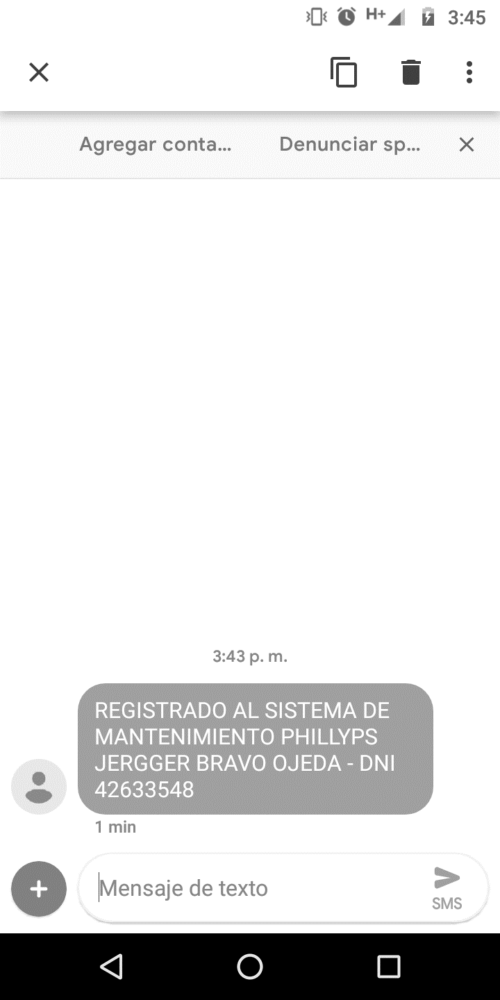 H+ 3:45
Agregar conta... Denunciar sp...
3:43 p. m.
REGISTRADO AL SISTEMA DE
MANTENIMIENTO PHILLYPS
JERGGER BRAVO OJEDA - DNI
42633548
1 min
Mensaje de texto
SMS